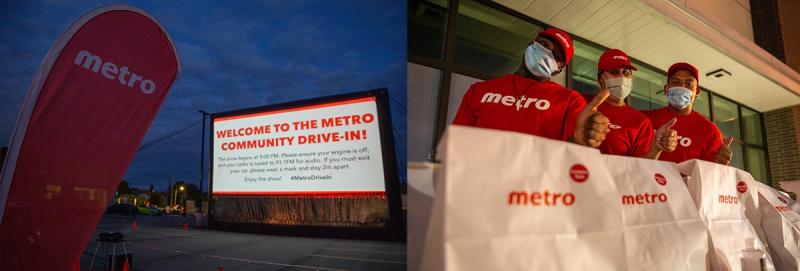 metro
WELCOME TO THE METRO
COMMUNITY DRIVE-IN!
The show begins at 9:00 PM. Please ensure your engine is off,
and your radio is tuned to 91.1FM for audio. If you must exit
your car, please wear a mask and stay 2m apart.
Enjoy the show! #MetroDriveIn
metro
metro
metro
metro
metro